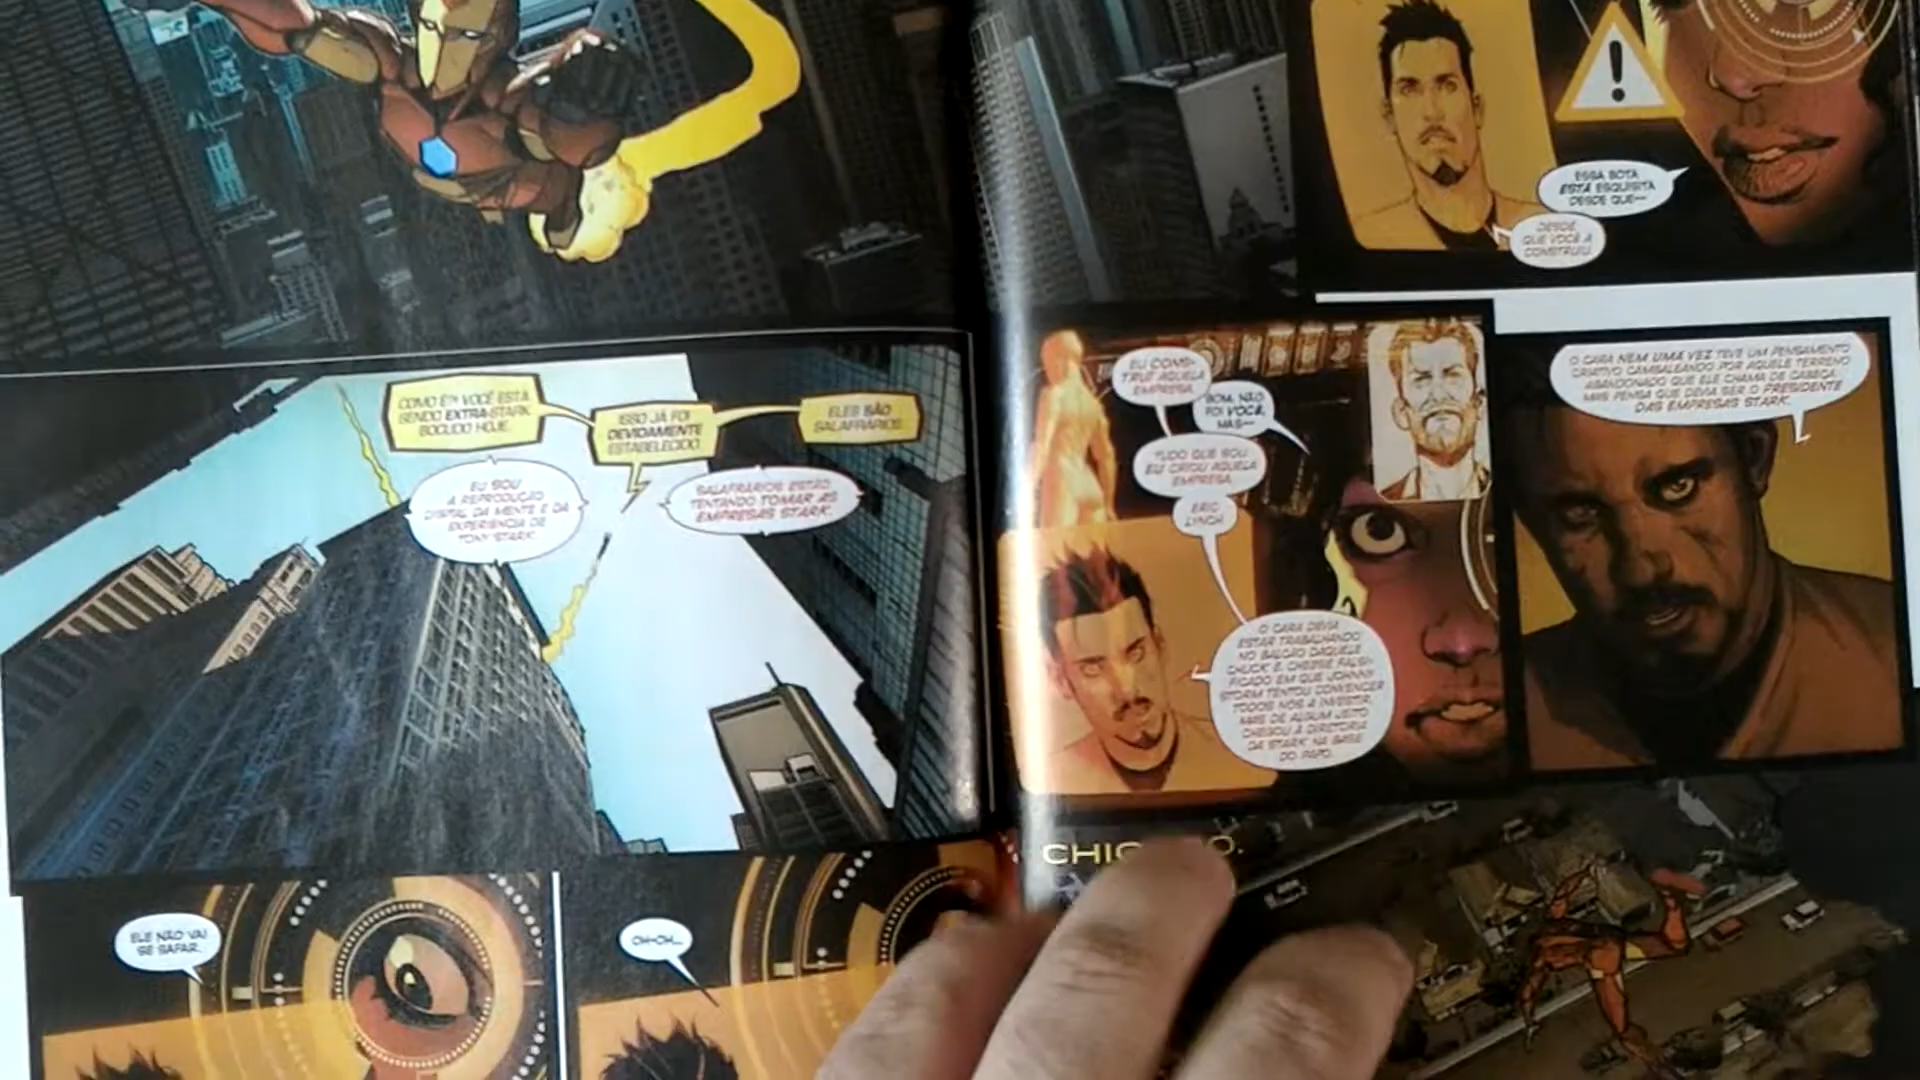 COMO É?! VOCÊ ESTÁ
SENDO EXTRA-STARK
BOCUDO HOJE.
EU SOU
A REPRODUÇÃO
DIGITAL DA MENTE E DA
EXPERIÊNCIA DE
TONY STARK.
ISSO JÁ FOI
DEVIDAMENTE
ESTABELECIDO.
SALAFRÁRIOS ESTÃO
TENTANDO TOMAR AS
EMPRESAS STARK.
ELES SÃO
SALAFRÁRIOS.
ELE NÃO VAI
SE SAFAR.
OH-OH...
ESSA BOTA
ESTÁ ESQUISITA
DESDE QUE—
DESDE
QUE VOCÊ A
CONSTRUIU.
EU CONS-
TRUÍ AQUELA
EMPRESA.
BOM, NÃO
FOI VOCÊ,
MAS—
TUDO QUE SOU
EU CRIOU AQUELA
EMPRESA.
ERIC
LYNCH.
O CARA DEVIA
ESTAR TRABALHANDO
NO BALCÃO DAQUELE
CHUCK E. CHEESE FALSI-
FICADO EM QUE JOHNNY
STORM TENTOU CONVENCER
TODOS NÓS A INVESTIR,
MAS DE ALGUM JEITO
CHEGOU À DIRETORIA
DA STARK NA BASE
DO PAPO.
O CARA NEM UMA VEZ TEVE UM PENSAMENTO
CRIATIVO CAMBALEANDO POR AQUELE TERRENO
ABANDONADO QUE ELE CHAMA DE CABEÇA,
MAS PENSA QUE DEVIA SER O PRESIDENTE
DAS EMPRESAS STARK.